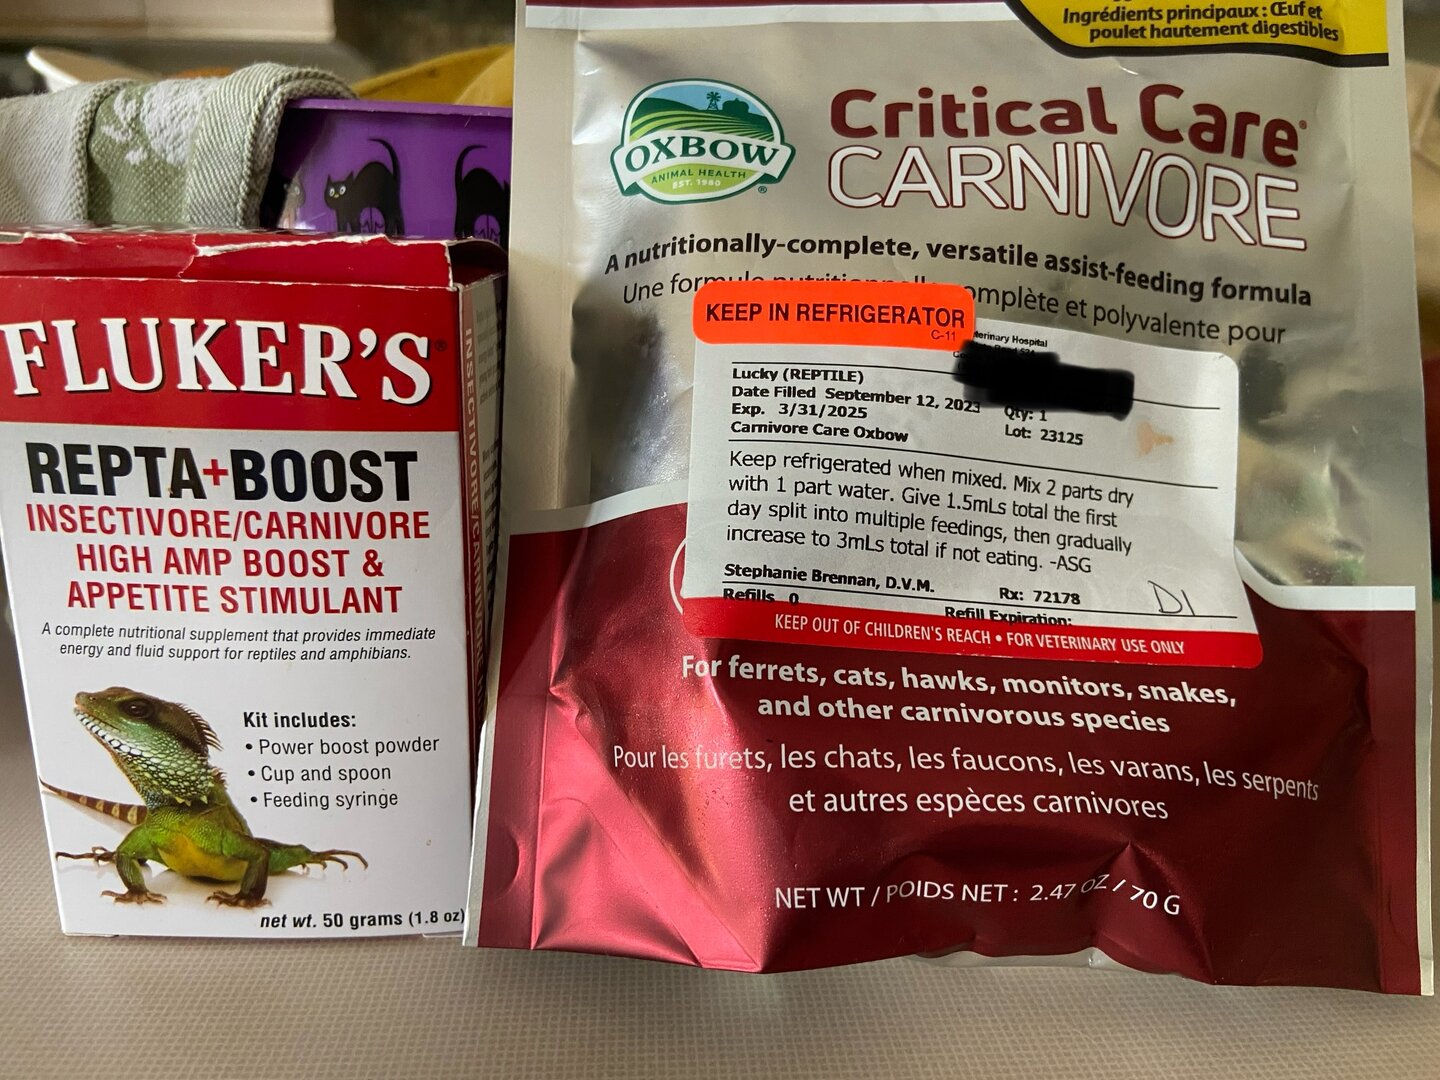 FLUKER'S®
REPTA+BOOST
INSECTIVORE/CARNIVORE
HIGH AMP BOOST &
APPETITE STIMULANT
A complete nutritional supplement that provides immediate
energy and fluid support for reptiles and amphibians.
Kit includes:
• Power boost powder
• Cup and spoon
• Feeding syringe
net wt. 50 grams (1.8 oz)
Ingrédients principaux : Œuf et
poulet hautement digestibles
OXBOW®
ANIMAL HEALTH
EST. 1980
Critical Care®
CARNIVORE
A nutritionally-complete, versatile assist-feeding formula
Une formule nutritionnelle complète et polyvalente pour
KEEP IN REFRIGERATOR
C-11
Hospital
Lucky (REPTILE)
Date Filled September 12, 2023
Qty: 1
Exp. 3/31/2025
Lot: 23125
Carnivore Care Oxbow
Keep refrigerated when mixed. Mix 2 parts dry
with 1 part water. Give 1.5mLs total the first
day split into multiple feedings, then gradually
increase to 3mLs total if not eating. -ASG
Stephanie Brennan, D.V.M.
Rx: 72178
Refills 0
Refill Expiration:
DI
KEEP OUT OF CHILDREN'S REACH • FOR VETERINARY USE ONLY
For ferrets, cats, hawks, monitors, snakes,
and other carnivorous species
Pour les furets, les chats, les faucons, les varans, les serpents
et autres espèces carnivores
NET WT / POIDS NET : 2.47 OZ / 70 G